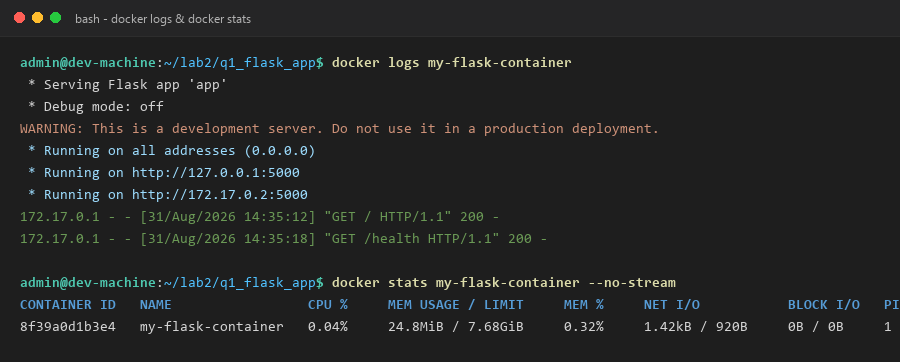 bash - docker logs & docker stats
admin@dev-machine:~/lab2/q1_flask_app$ docker logs my-flask-container
 * Serving Flask app 'app'
 * Debug mode: off
WARNING: This is a development server. Do not use it in a production deployment.
 * Running on all addresses (0.0.0.0)
 * Running on http://127.0.0.1:5000
 * Running on http://172.17.0.2:5000
172.17.0.1 - - [31/Aug/2026 14:35:12] "GET / HTTP/1.1" 200 -
172.17.0.1 - - [31/Aug/2026 14:35:18] "GET /health HTTP/1.1" 200 -
admin@dev-machine:~/lab2/q1_flask_app$ docker stats my-flask-container --no-stream
CONTAINER ID   NAME                 CPU %     MEM USAGE / LIMIT     MEM %     NET I/O           BLOCK I/O   PI
8f39a0d1b3e4   my-flask-container   0.04%     24.8MiB / 7.68GiB     0.32%     1.42kB / 920B     0B / 0B     1